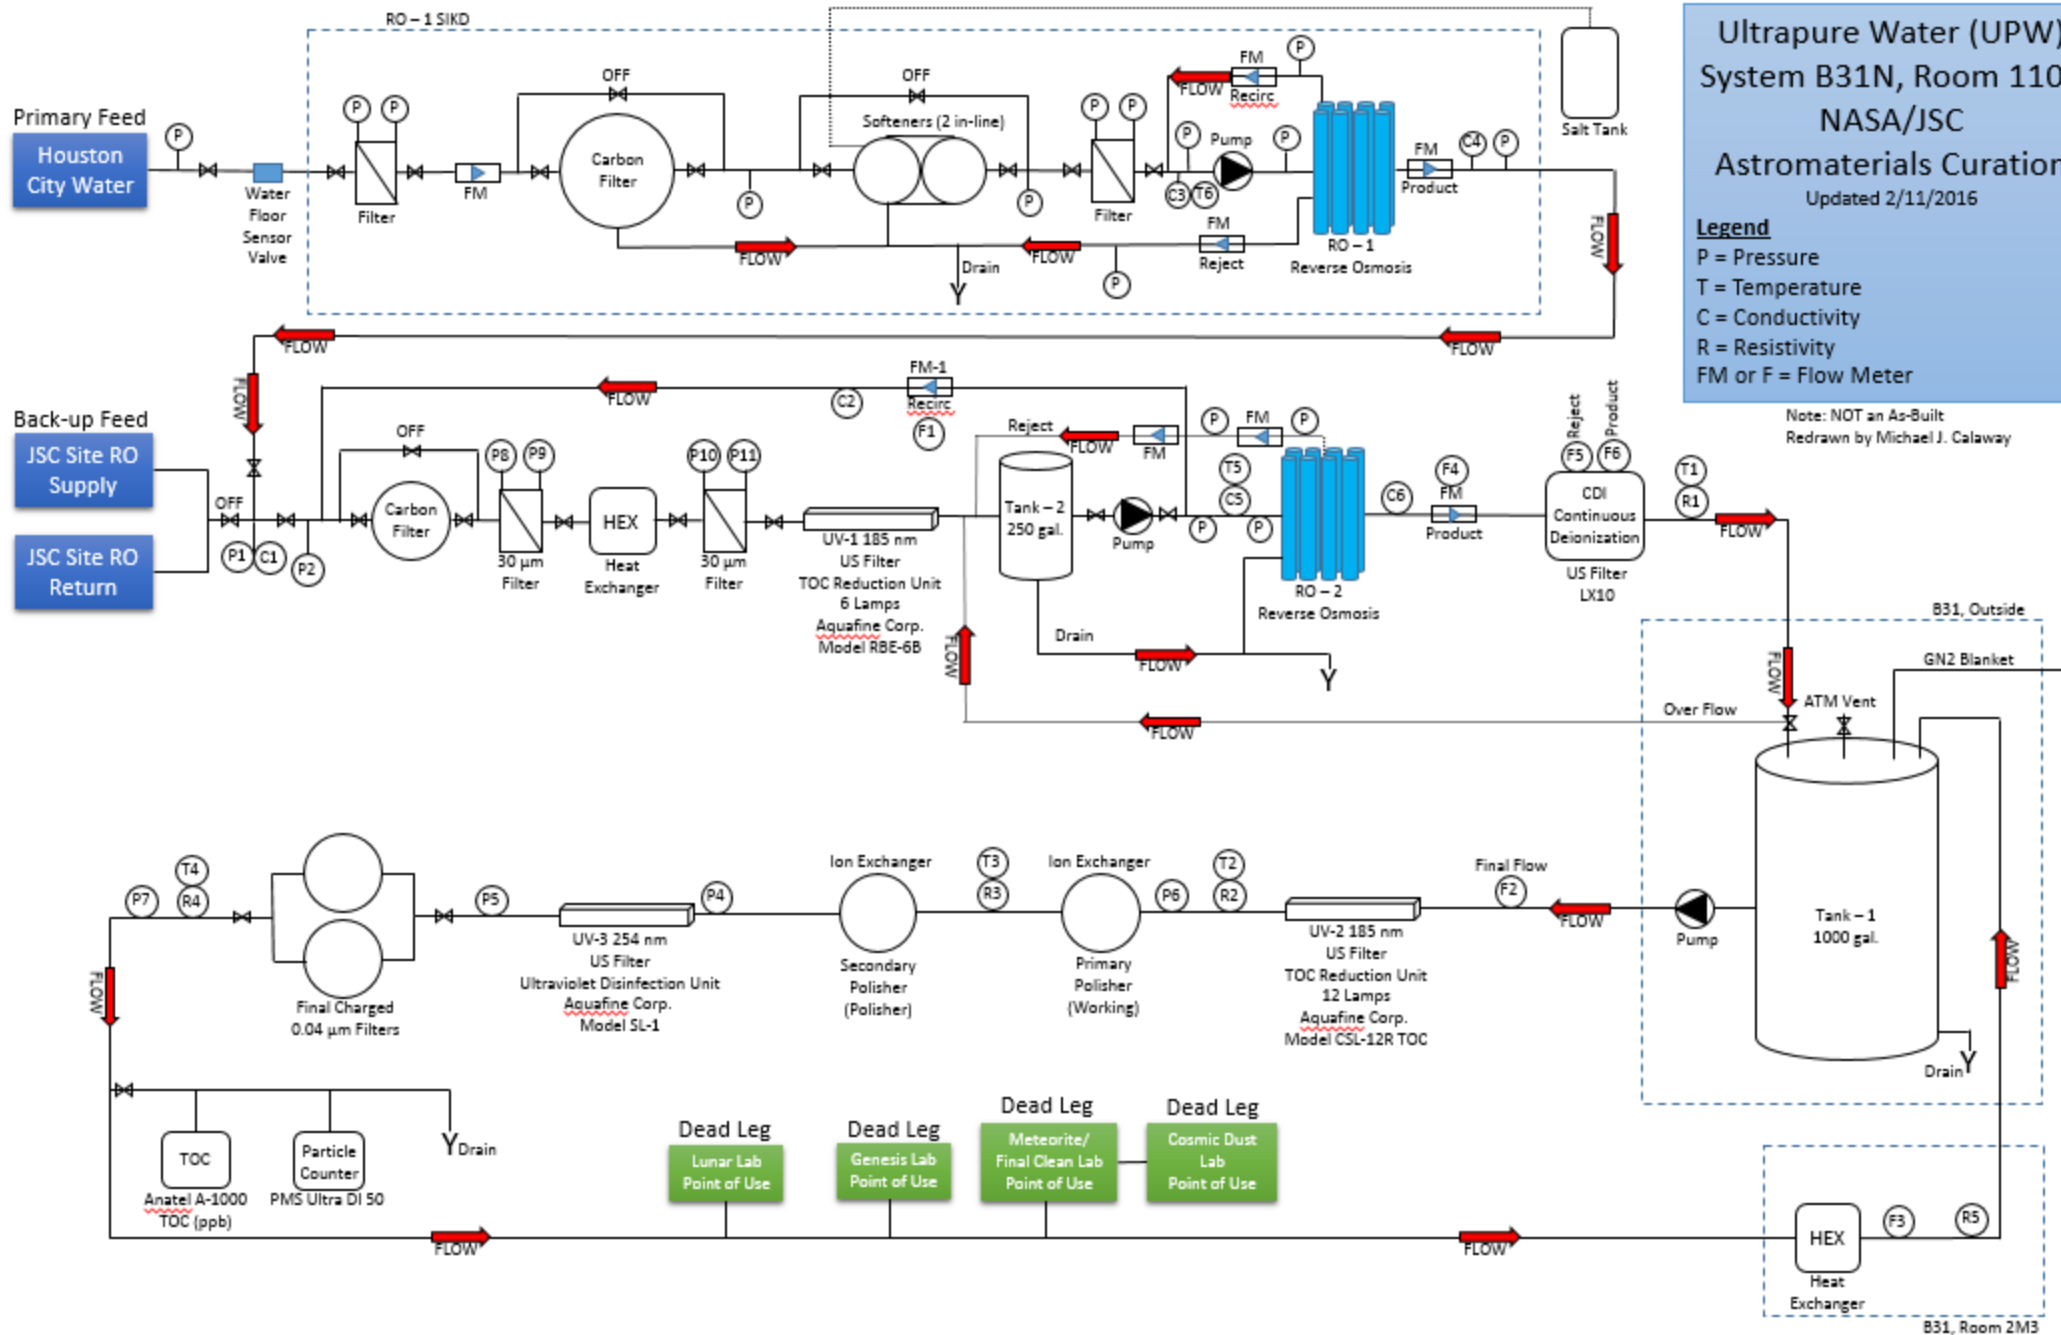 RO – 1 SIKD
Ultrapure Water (UPW)
System B31N, Room 110
NASA/JSC
Astromaterials Curation
Updated 2/11/2016
Legend
P = Pressure
T = Temperature
C = Conductivity
R = Resistivity
FM or F = Flow Meter
Note: NOT an As-Built
Redrawn by Michael J. Calaway
Salt Tank
Primary Feed
Houston
City Water
P
Water
Floor
Sensor
Valve
P
P
Filter
FM
OFF
Carbon
Filter
P
OFF
Softeners (2 in-line)
P
P
P
Filter
P
C3
T6
Pump
P
FLOW
FM
Recirc
P
RO – 1
Reverse Osmosis
FM
Product
C4
P
FLOW
FLOW
Drain
FLOW
P
FM
Reject
FLOW
FLOW
FLOW
Back-up Feed
JSC Site RO
Supply
JSC Site RO
Return
OFF
P1
C1
P2
FLOW
C2
FM-1
Recirc
F1
OFF
Carbon
Filter
P8
P9
30 µm
Filter
HEX
Heat
Exchanger
P10
P11
30 µm
Filter
UV-1 185 nm
US Filter
TOC Reduction Unit
6 Lamps
Aquafine Corp.
Model RBE-6B
Reject
FLOW
FM
P
FM
P
Tank – 2
250 gal.
Pump
P
T5
C5
P
RO – 2
Reverse Osmosis
C6
F4
FM
Product
Reject
Product
F5
F6
CDI
Continuous
Deionization
US Filter
LX10
T1
R1
FLOW
Drain
FLOW
FLOW
FLOW
FLOW
Over Flow
B31, Outside
GN2 Blanket
ATM Vent
Tank – 1
1000 gal.
Drain
FLOW
Pump
FLOW
Final Flow
F2
UV-2 185 nm
US Filter
TOC Reduction Unit
12 Lamps
Aquafine Corp.
Model CSL-12R TOC
T2
R2
P6
Ion Exchanger
Primary
Polisher
(Working)
T3
R3
Ion Exchanger
Secondary
Polisher
(Polisher)
P4
UV-3 254 nm
US Filter
Ultraviolet Disinfection Unit
Aquafine Corp.
Model SL-1
P5
Final Charged
0.04 µm Filters
T4
R4
P7
FLOW
TOC
Anatel A-1000
TOC (ppb)
Particle
Counter
PMS Ultra DI 50
Drain
FLOW
Dead Leg
Lunar Lab
Point of Use
Dead Leg
Genesis Lab
Point of Use
Dead Leg
Meteorite/
Final Clean Lab
Point of Use
Dead Leg
Cosmic Dust
Lab
Point of Use
FLOW
HEX
Heat
Exchanger
F3
R5
B31, Room 2M3